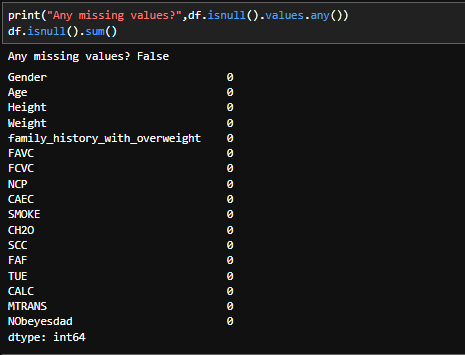 print("Any missing values?",df.isnull().values.any())
df.isnull().sum()
Any missing values? False
Gender 0
Age 0
Height 0
Weight 0
family_history_with_overweight 0
FAVC 0
FCVC 0
NCP 0
CAEC 0
SMOKE 0
CH2O 0
SCC 0
FAF 0
TUE 0
CALC 0
MTRANS 0
NObeyesdad 0
dtype: int64